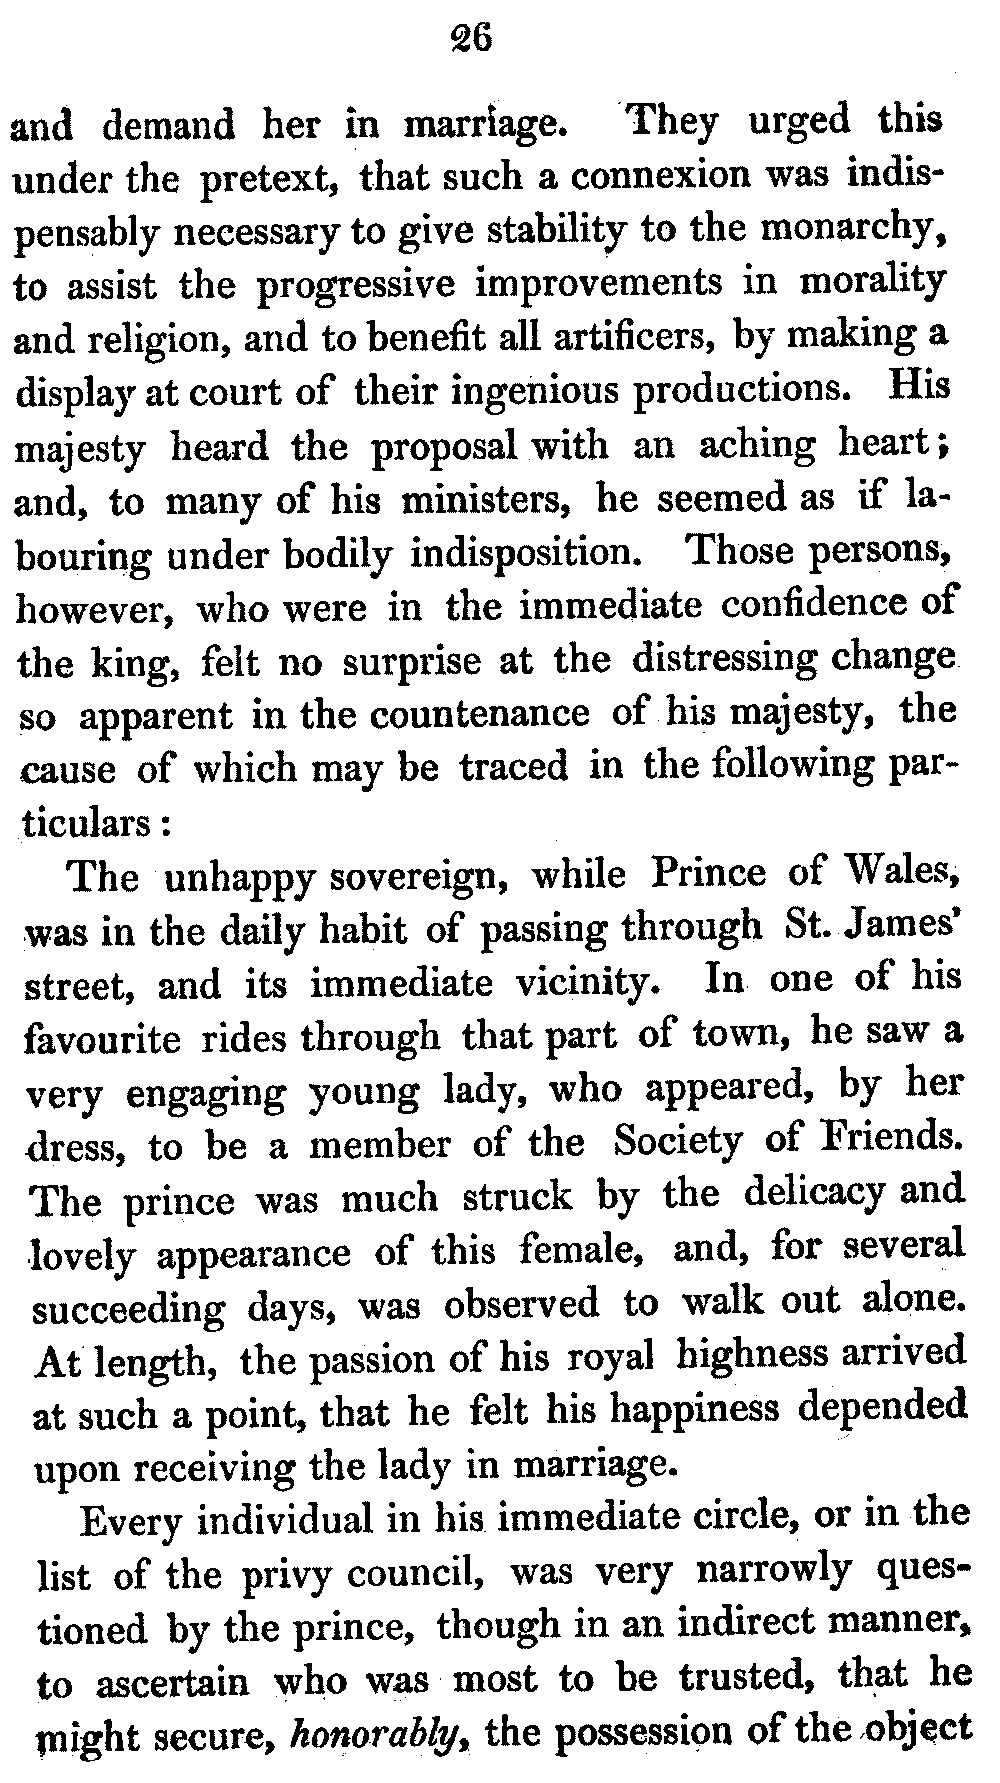 26
and demand her in marriage. They urged this
under the pretext, that such a connexion was indis-
pensably necessary to give stability to the monarchy,
to assist the progressive improvements in morality
and religion, and to benefit all artificers, by making a
display at court of their ingenious productions. His
majesty heard the proposal with an aching heart;
and, to many of his ministers, he seemed as if la-
bouring under bodily indisposition. Those persons,
however, who were in the immediate confidence of
the king, felt no surprise at the distressing change
so apparent in the countenance of his majesty, the
cause of which may be traced in the following par-
ticulars:
The unhappy sovereign, while Prince of Wales,
was in the daily habit of passing through St. James'
street, and its immediate vicinity. In one of his
favourite rides through that part of town, he saw a
very engaging young lady, who appeared, by her
dress, to be a member of the Society of Friends.
The prince was much struck by the delicacy and
lovely appearance of this female, and, for several
succeeding days, was observed to walk out alone.
At length, the passion of his royal highness arrived
at such a point, that he felt his happiness depended
upon receiving the lady in marriage.
Every individual in his immediate circle, or in the
list of the privy council, was very narrowly ques-
tioned by the prince, though in an indirect manner,
to ascertain who was most to be trusted, that he
might secure, honorably, the possession of the object